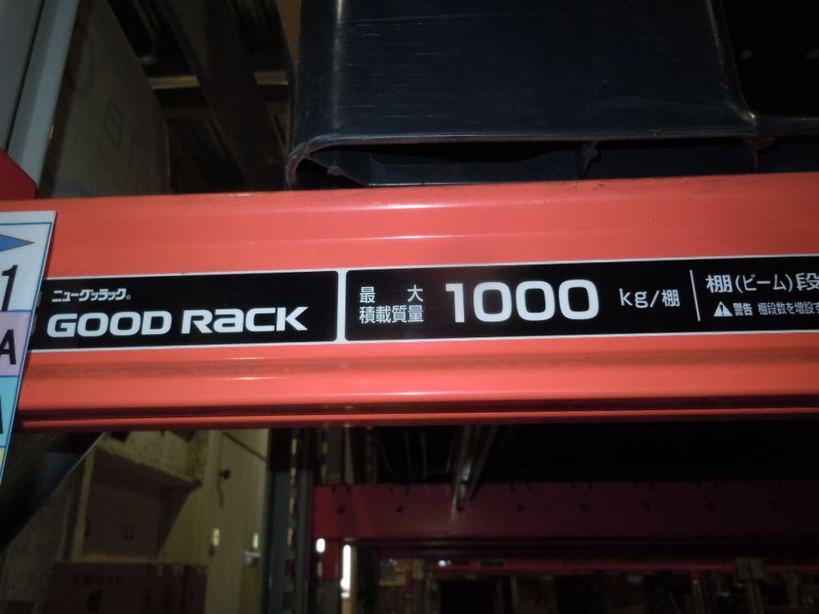 ニューグッラック®
GOOD RACK
最大
積載質量
1000 kg/棚
棚(ビーム)段
警告 棚段数を増設す
1
A